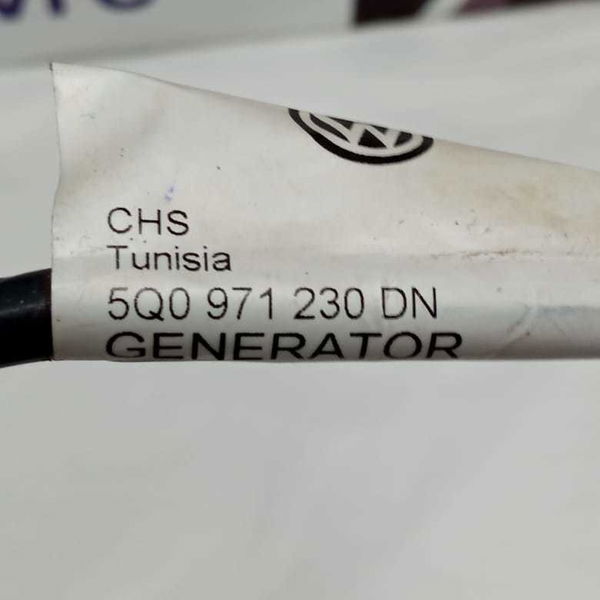 CHS
Tunisia
5Q0 971 230 DN
GENERATOR